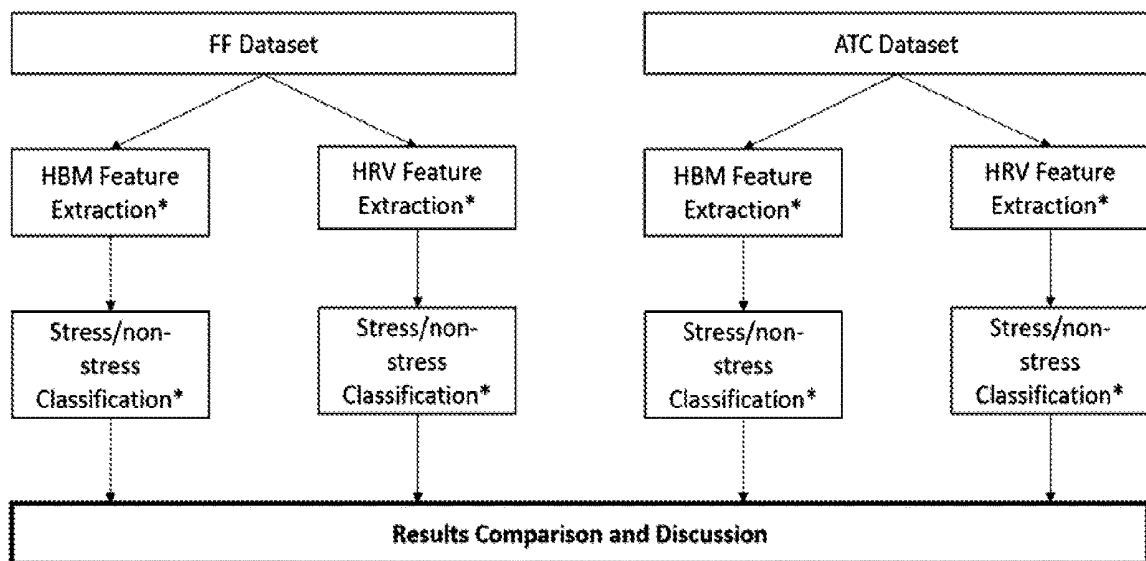 FF Dataset
ATC Dataset
HBM Feature
Extraction*
HRV Feature
Extraction*
HBM Feature
Extraction*
HRV Feature
Extraction*
Stress/non-
stress
Classification*
Stress/non-
stress
Classification*
Stress/non-
stress
Classification*
Stress/non-
stress
Classification*
Results Comparison and Discussion